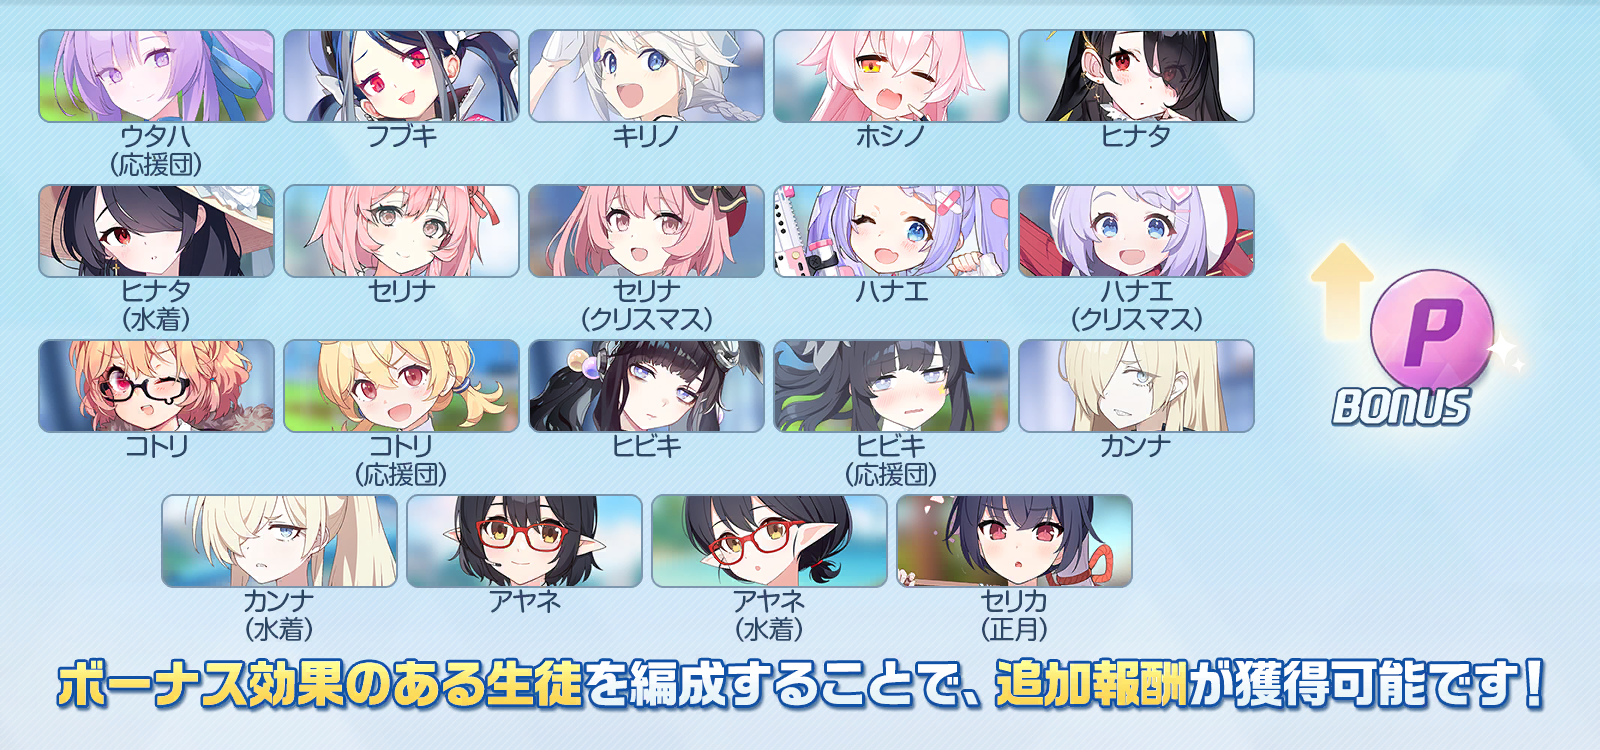 ウタハ
(応援団)
フブキ
キリノ
ホシノ
ヒナタ
ヒナタ
(水着)
セリナ
セリナ
(クリスマス)
ハナエ
ハナエ
(クリスマス)
コトリ
コトリ
(応援団)
ヒビキ
ヒビキ
(応援団)
カンナ
カンナ
(水着)
アヤネ
アヤネ
(水着)
セリカ
(正月)
P
BONUS
ボーナス効果のある生徒を編成することで、追加報酬が獲得可能です!